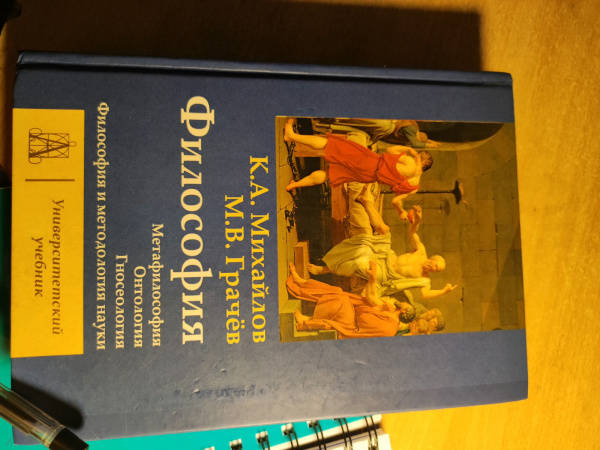 К.А. Михайлов
М.В. Грачёв
Философия
Метафилософия
Онтология
Гносеология
Философия и методология науки
Университетский
учебник